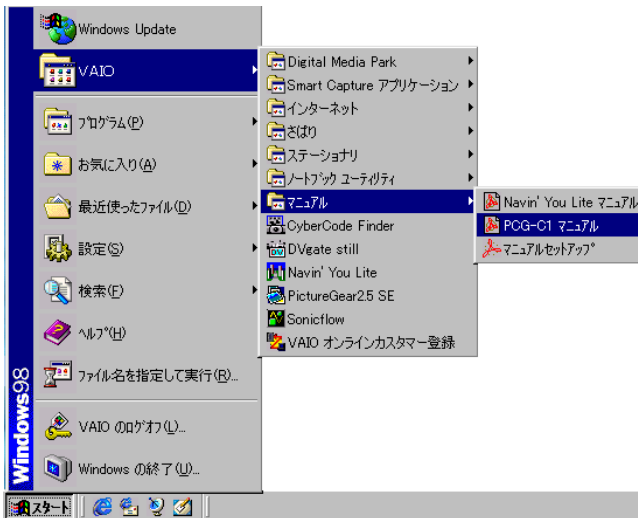 Windows Update
VAIO
プログラム(P)
お気に入り(A)
最近使ったファイル(D)
設定(S)
検索(F)
ヘルプ(H)
ファイル名を指定して実行(R)...
VAIO のログオフ(L)...
Windows の終了(U)...
Windows98
スタート
Digital Media Park
Smart Capture アプリケーション
インターネット
さぱり
ステーショナリ
ノートブック ユーティリティ
マニュアル
CyberCode Finder
DVgate still
Navin' You Lite
PictureGear2.5 SE
Sonicflow
VAIO オンラインカスタマー登録
Navin' You Lite マニュアル
PCG-C1 マニュアル
マニュアルセットアップ